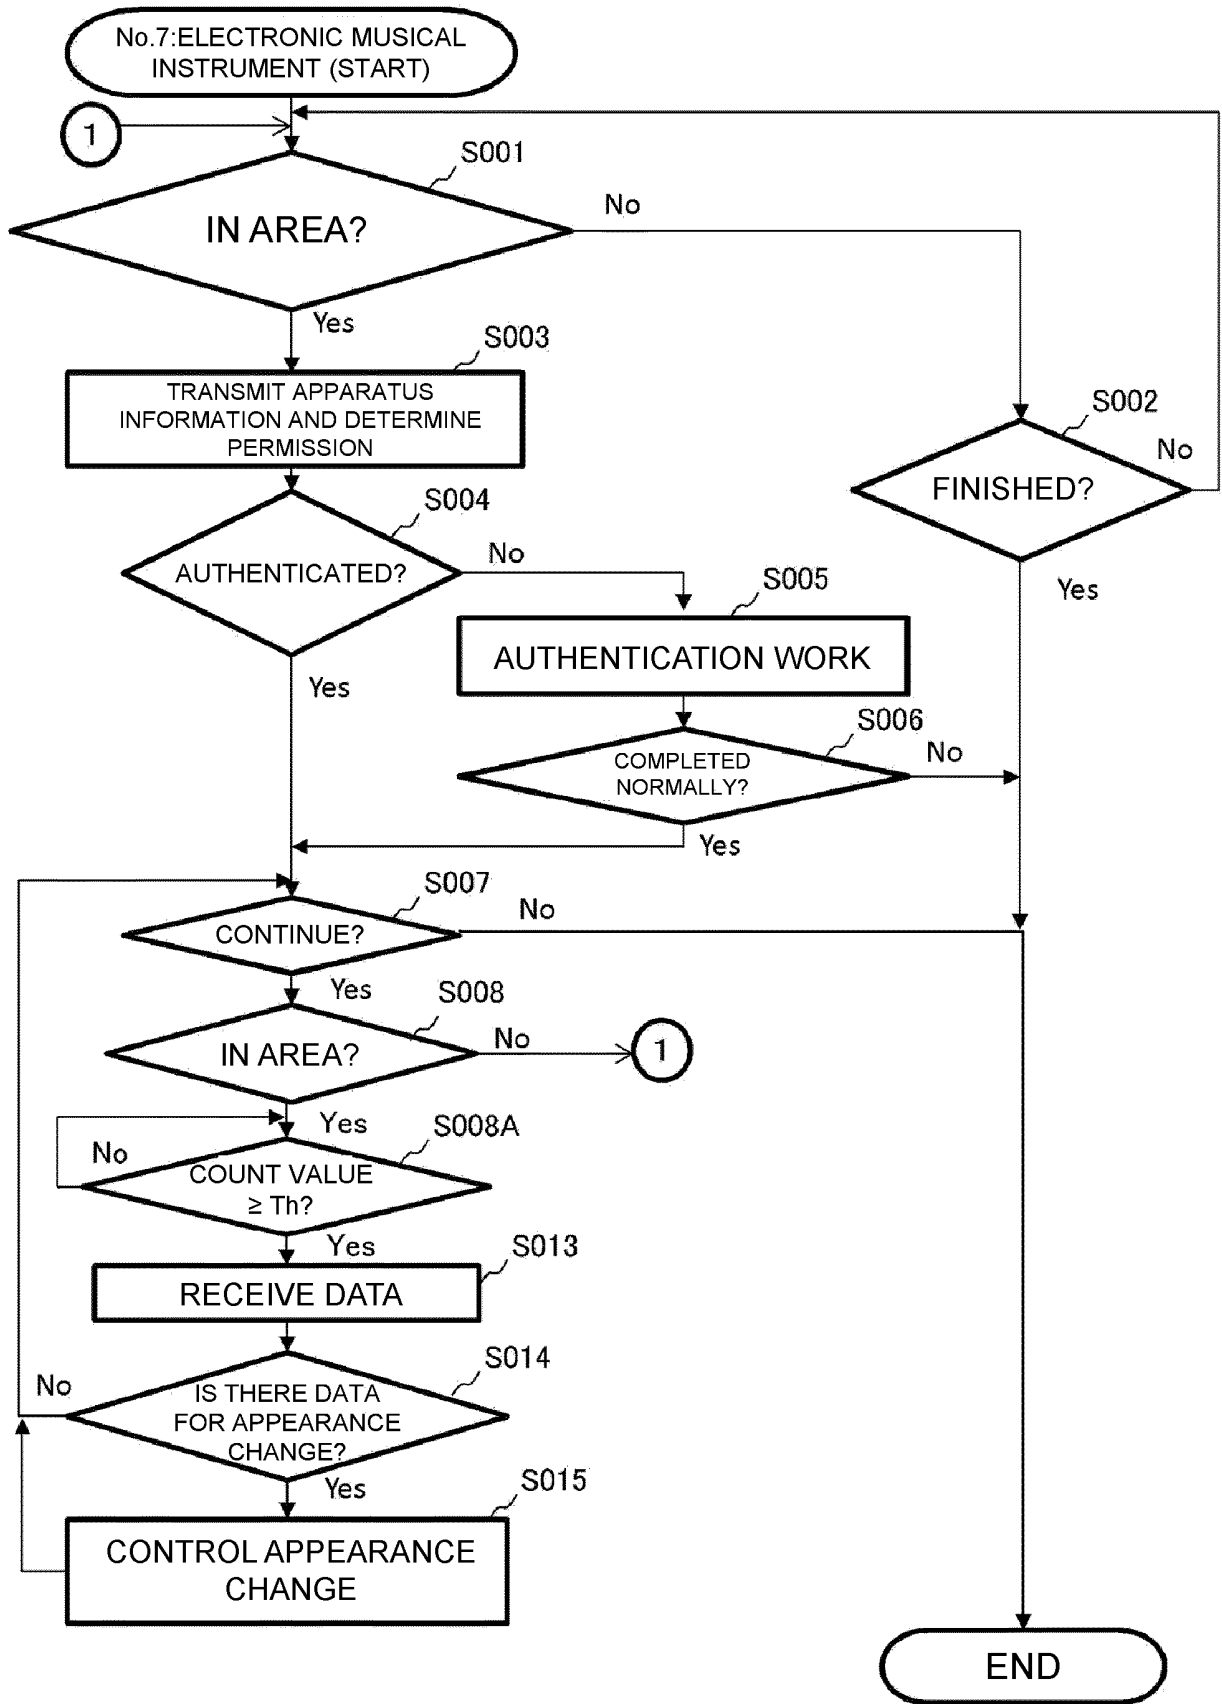 No.7:ELECTRONIC MUSICAL
INSTRUMENT (START)
1
S001
IN AREA?
No
Yes
S003
TRANSMIT APPARATUS
INFORMATION AND DETERMINE
PERMISSION
S002
No
FINISHED?
Yes
S004
AUTHENTICATED?
No
Yes
S005
AUTHENTICATION WORK
S006
COMPLETED
NORMALLY?
No
Yes
S007
CONTINUE?
No
Yes
S008
IN AREA?
No
1
Yes
S008A
No
COUNT VALUE
≥ Th?
Yes
S013
RECEIVE DATA
S014
No
IS THERE DATA
FOR APPEARANCE
CHANGE?
Yes
S015
CONTROL APPEARANCE
CHANGE
END